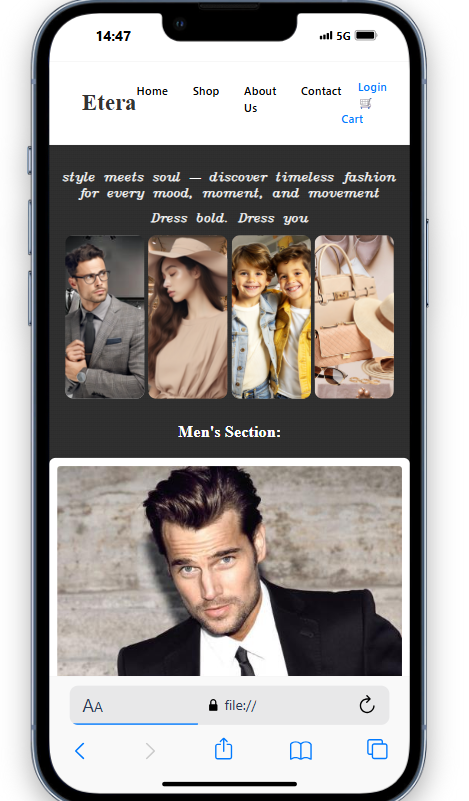 14:47
5G
Etera
Home
Shop
About
Us
Contact
Login
🛒
Cart
style meets soul — discover timeless fashion
for every mood, moment, and movement
Dress bold. Dress you
Men's Section:
AA
file://